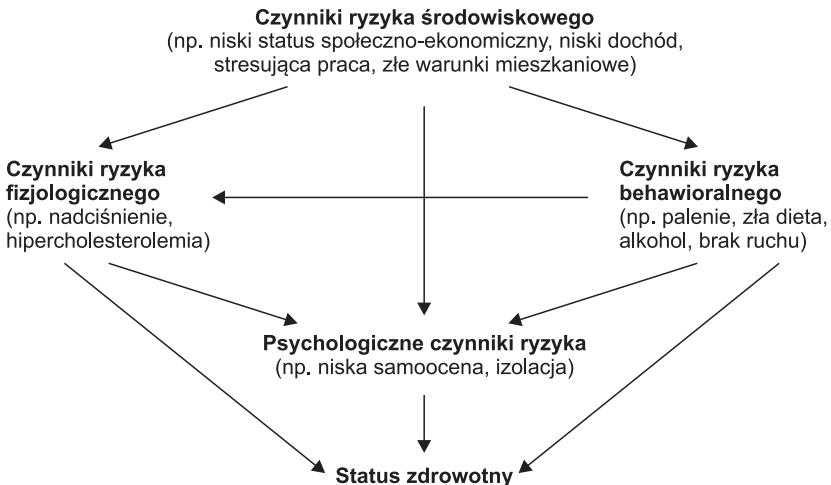 Czynniki ryzyka środowiskowego
(np. niski status społeczno-ekonomiczny, niski dochód,
stresująca praca, złe warunki mieszkaniowe)
Czynniki ryzyka
fizjologicznego
(np. nadciśnienie,
hipercholesterolemia)
Czynniki ryzyka
behawioralnego
(np. palenie, zła dieta,
alkohol, brak ruchu)
Psychologiczne czynniki ryzyka
(np. niska samoocena, izolacja)
Status zdrowotny